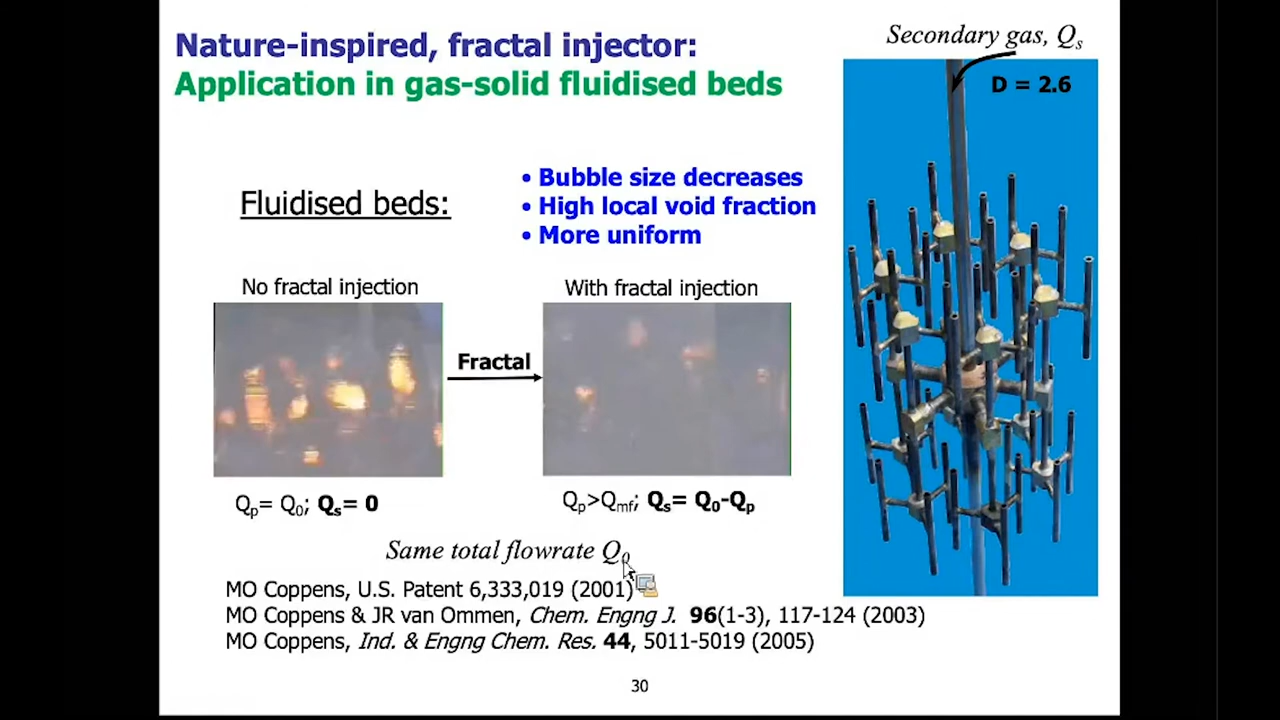 Nature-inspired, fractal injector:
Application in gas-solid fluidised beds
Secondary gas, Qs
D = 2.6
Fluidised beds:
• Bubble size decreases
• High local void fraction
• More uniform
No fractal injection
With fractal injection
Fractal
Qp= Q0; Qs= 0
Qp>Qmf; Qs= Q0-Qp
Same total flowrate Q0
MO Coppens, U.S. Patent 6,333,019 (2001)
MO Coppens & JR van Ommen, Chem. Engng J. 96(1-3), 117-124 (2003)
MO Coppens, Ind. & Engng Chem. Res. 44, 5011-5019 (2005)
30